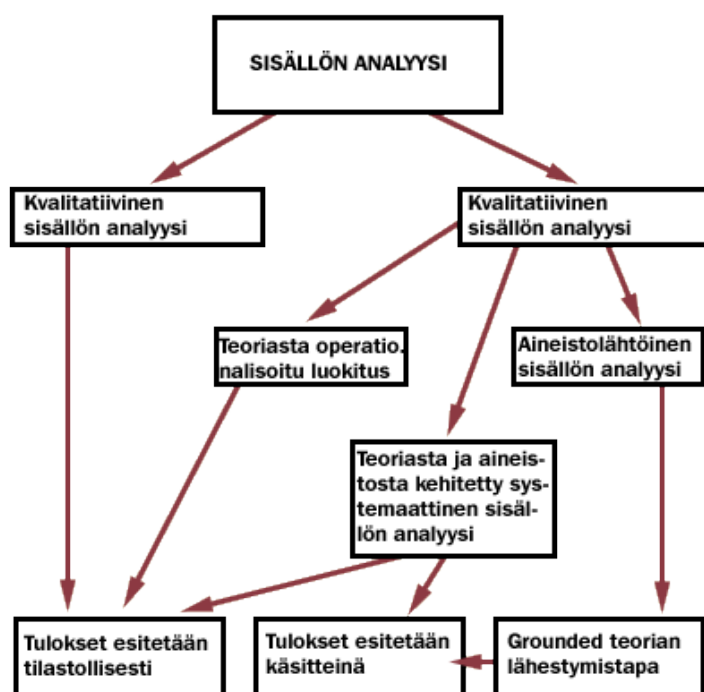 SISÄLLÖN ANALYYSI
Kvalitatiivinen
sisällön analyysi
Kvalitatiivinen
sisällön analyysi
Teoriasta operatio.
nalisoitu luokitus
Aineistolähtöinen
sisällön analyysi
Teoriasta ja aineis-
tosta kehitetty sys-
temaattinen sisäl-
lön analyysi
Tulokset esitetään
tilastollisesti
Tulokset esitetään
käsitteinä
Grounded teorian
lähestymistapa